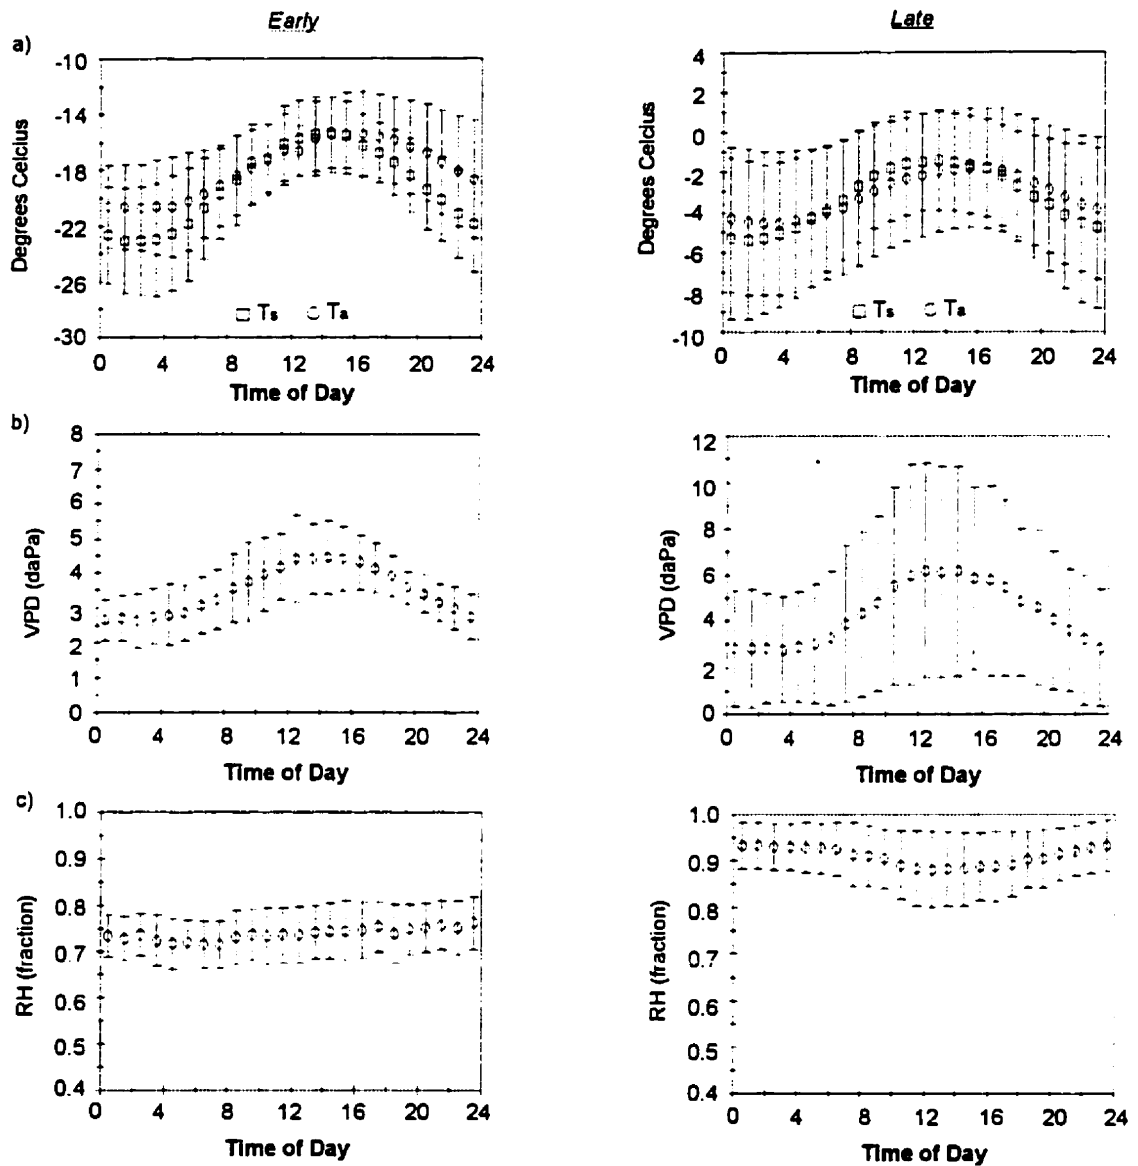 Early
Late
a)
Degrees Celcius
-10
-14
-18
-22
-26
-30
Ts Ta
0 4 8 12 16 20 24
Time of Day
Degrees Celcius
4
2
0
-2
-4
-6
-8
-10
Ts Ta
0 4 8 12 16 20 24
Time of Day
b)
VPD (daPa)
8
7
6
5
4
3
2
1
0
0 4 8 12 16 20 24
Time of Day
VPD (daPa)
12
10
8
6
4
2
0
0 4 8 12 16 20 24
Time of Day
c)
RH (fraction)
1.0
0.9
0.8
0.7
0.6
0.5
0.4
0 4 8 12 16 20 24
Time of Day
RH (fraction)
1.0
0.9
0.8
0.7
0.6
0.5
0.4
0 4 8 12 16 20 24
Time of Day